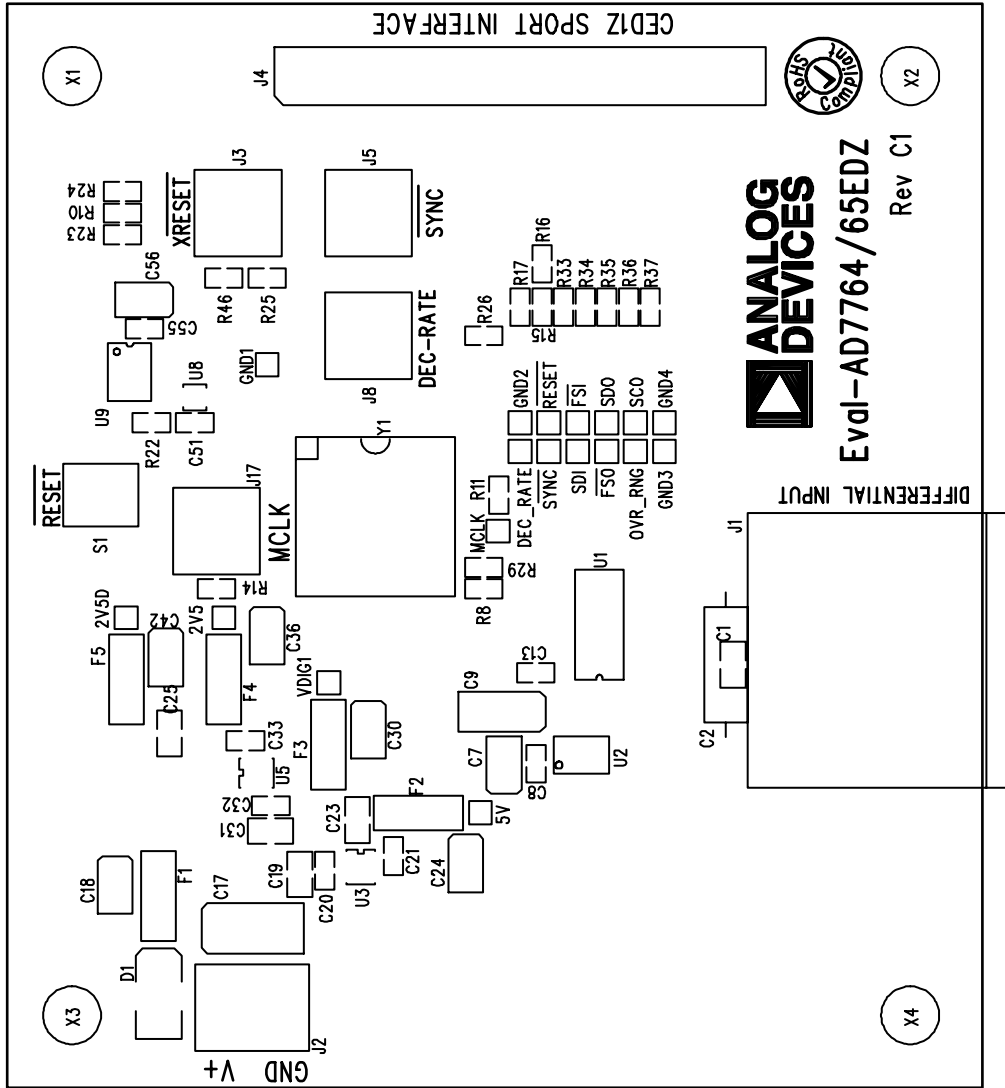 CED1Z SPORT INTERFACE
X1
J4
RoHS
Compliant
X2
R24
R10
R23
J3
XRESET
J5
SYNC
ANALOG
DEVICES
Eval-AD7764/65EDZ
Rev C1
C56
C55
R46
R25
R16
R17
R33
R34
R35
R36
R37
R15
R26
U9
U8
GND1
J8
DEC-RATE
R22
C51
Y1
GND2
RESET
FSI
SDO
SCO
GND4
RESET
S1
J17
MCLK
R11
MCLK
DEC_RATE
SYNC
SDI
FSO
OVR_RNG
GND3
DIFFERENTIAL INPUT
J1
R14
R29
R8
U1
2V5D
C42
2V5
C36
F5
C25
F4
VDIG1
C13
C1
C9
C2
C33
F3
C30
U5
C7
U2
C8
C32
C31
C23
F2
5V
C18
F1
C17
C19
C20
U3
C21
C24
D1
X3
J2
X4
V+
GND